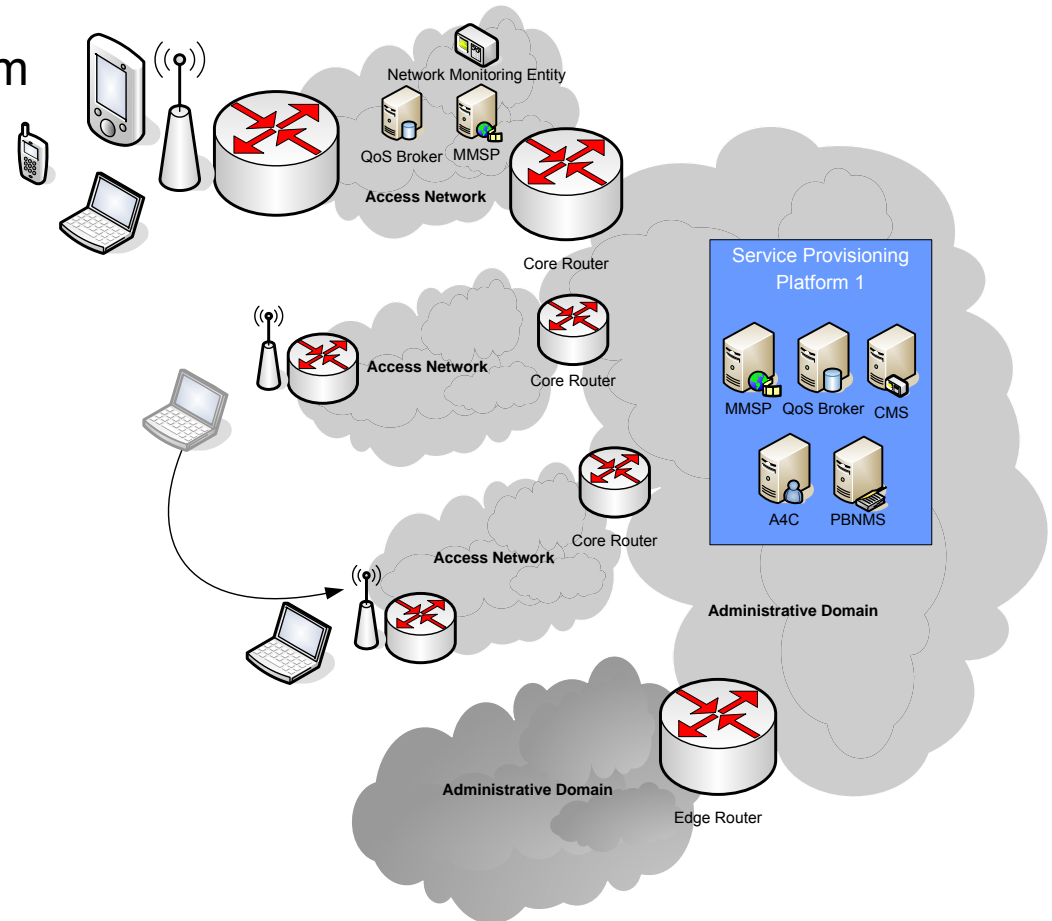 m
Network Monitoring Entity
QoS Broker
MMSP
Access Network
Core Router
Service Provisioning
Platform 1
Access Network
Core Router
MMSP
QoS Broker
CMS
A4C
PBNMS
Core Router
Access Network
Administrative Domain
Administrative Domain
Edge Router